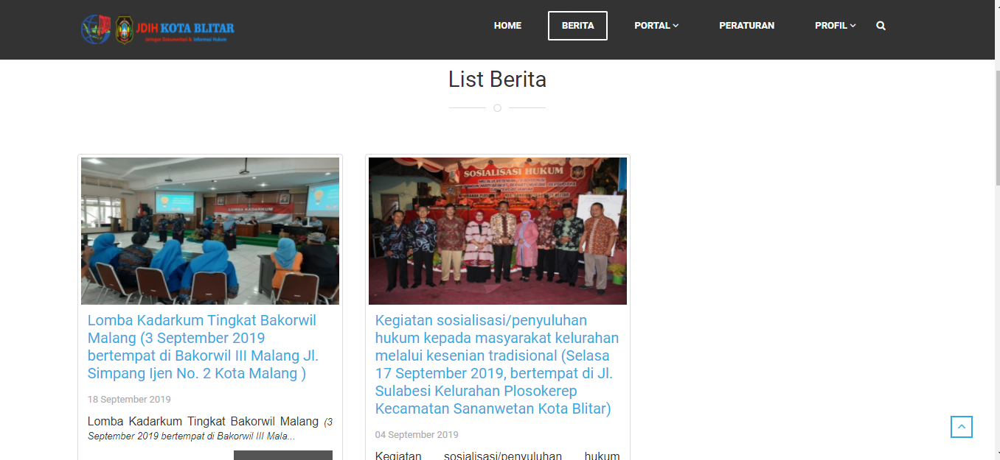 JDIH KOTA BLITAR
Jaringan Dokumentasi & Informasi Hukum
HOME
BERITA
PORTAL
PERATURAN
PROFIL
List Berita
LOMBA KADARKUM
SOSIALISASI HUKUM
Lomba Kadarkum Tingkat Bakorwil
Malang (3 September 2019
bertempat di Bakorwil III Malang Jl.
Simpang Ijen No. 2 Kota Malang )
18 September 2019
Lomba Kadarkum Tingkat Bakorwil Malang (3
September 2019 bertempat di Bakorwil III Mala...
Kegiatan sosialisasi/penyuluhan
hukum kepada masyarakat kelurahan
melalui kesenian tradisional (Selasa
17 September 2019, bertempat di Jl.
Sulabesi Kelurahan Plosokerep
Kecamatan Sananwetan Kota Blitar)
04 September 2019
Kegiatan sosialisasi/penyuluhan hukum